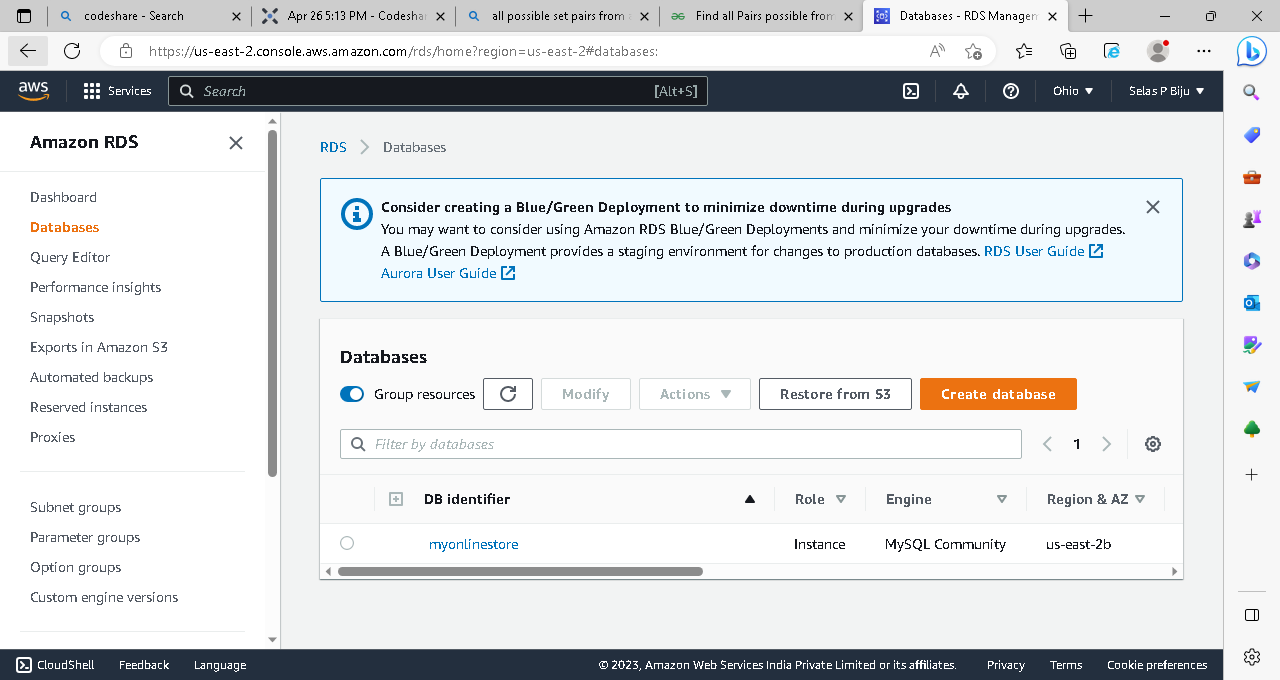 codeshare - Search
Apr 26 5:13 PM - Codeshar
all possible set pairs from
Find all Pairs possible from
Databases - RDS Managem
https://us-east-2.console.aws.amazon.com/rds/home?region=us-east-2#databases:
aws
Services
Search
[Alt+S]
Ohio
Selas P Biju
Amazon RDS
Dashboard
Databases
Query Editor
Performance insights
Snapshots
Exports in Amazon S3
Automated backups
Reserved instances
Proxies
Subnet groups
Parameter groups
Option groups
Custom engine versions
RDS
Databases
Consider creating a Blue/Green Deployment to minimize downtime during upgrades
You may want to consider using Amazon RDS Blue/Green Deployments and minimize your downtime during upgrades.
A Blue/Green Deployment provides a staging environment for changes to production databases. RDS User Guide
Aurora User Guide
Databases
Group resources
Modify
Actions
Restore from S3
Create database
Filter by databases
1
DB identifier
Role
Engine
Region & AZ
myonlinestore
Instance
MySQL Community
us-east-2b
CloudShell
Feedback
Language
© 2023, Amazon Web Services India Private Limited or its affiliates.
Privacy
Terms
Cookie preferences